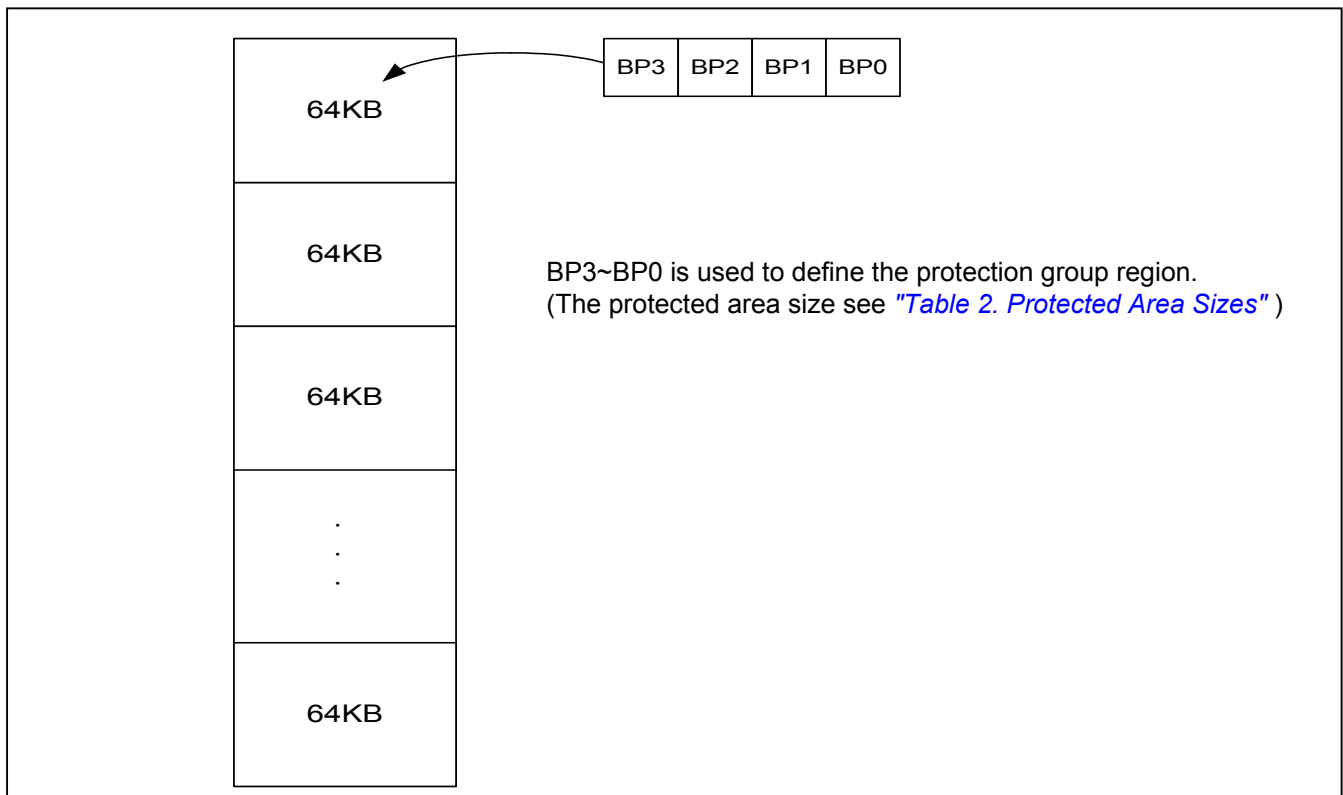 BP3 BP2 BP1 BP0
64KB
64KB
BP3~BP0 is used to define the protection group region.
(The protected area size see "Table 2. Protected Area Sizes" )
64KB
.
.
.
64KB